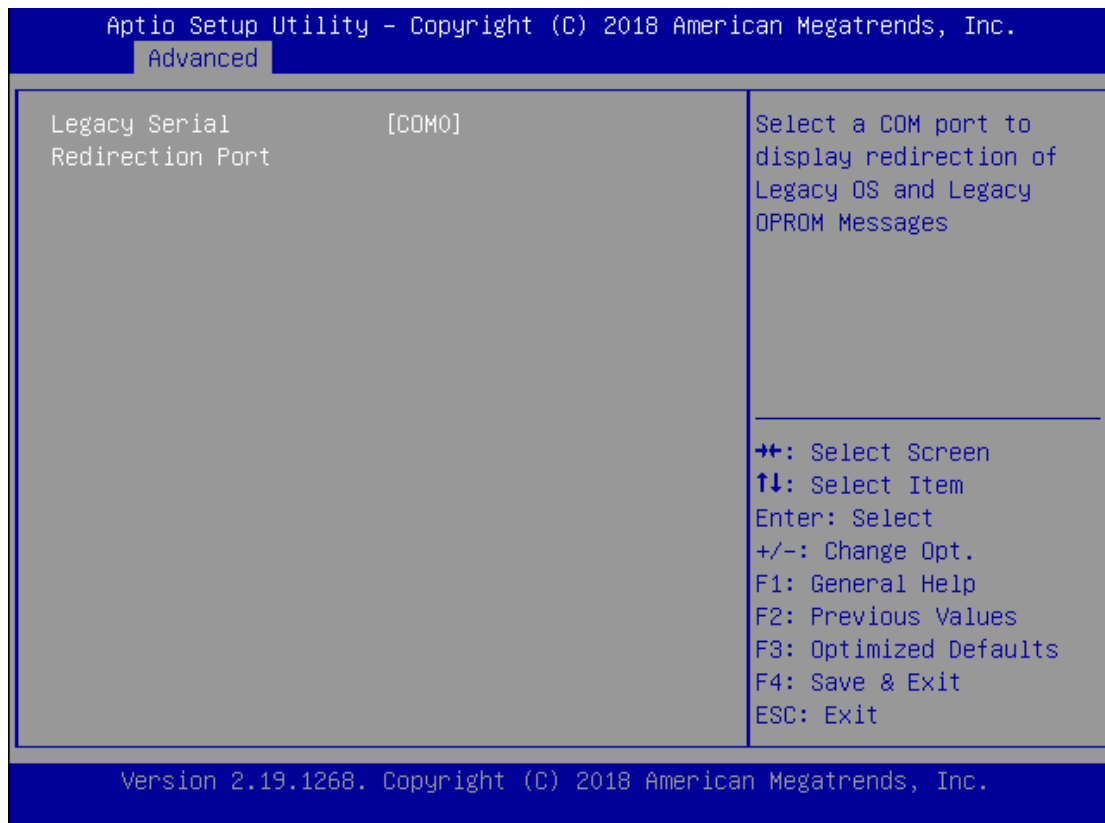 Aptio Setup Utility – Copyright (C) 2018 American Megatrends, Inc.
Advanced
Legacy Serial [COM0]
Redirection Port
Select a COM port to
display redirection of
Legacy OS and Legacy
OPROM Messages
→←: Select Screen
↑↓: Select Item
Enter: Select
+/-: Change Opt.
F1: General Help
F2: Previous Values
F3: Optimized Defaults
F4: Save & Exit
ESC: Exit
Version 2.19.1268. Copyright (C) 2018 American Megatrends, Inc.